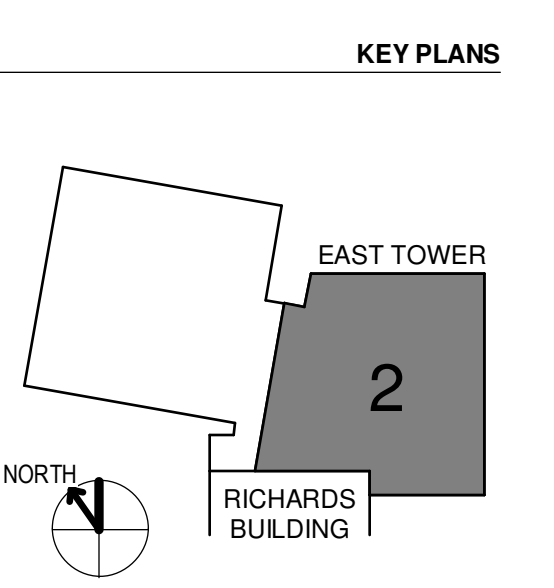 KEY PLANS
EAST TOWER
2
NORTH
RICHARDS
BUILDING